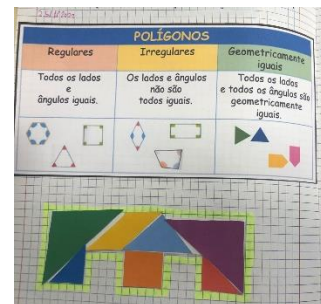 POLÍGONOS
Regulares
Irregulares
Geometricamente
iguais
Todos os lados
e
ângulos iguais.
Os lados e ângulos
não são
todos iguais.
Todos os lados
e todos os ângulos são
geometricamente
iguais.